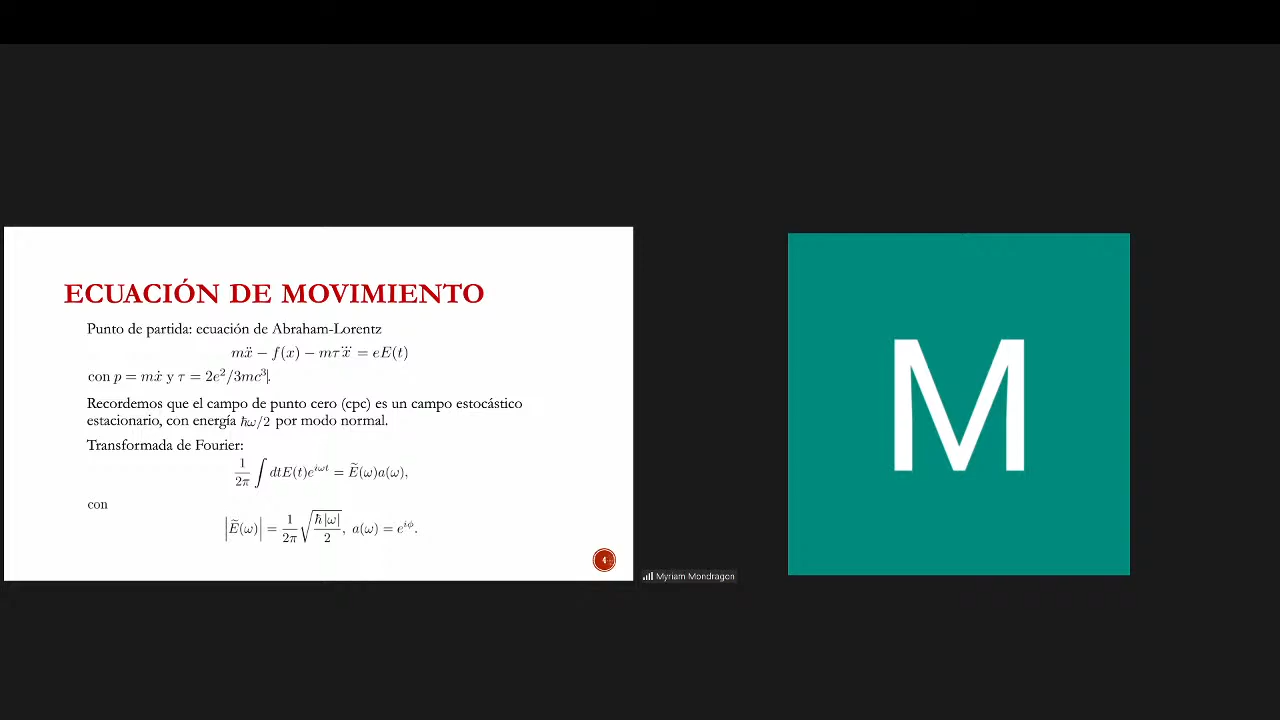 ECUACIÓN DE MOVIMIENTO
Punto de partida: ecuación de Abraham-Lorentz
mẍ − f(x) − mτ x⃛ = eE(t)
con p = mẋ y τ = 2e²/3mc³.
Recordemos que el campo de punto cero (cpc) es un campo estocástico
estacionario, con energía ℏω/2 por modo normal.
Transformada de Fourier:
1/2π ∫ dtE(t)e^{iωt} = Ẽ(ω)a(ω),
con
|Ẽ(ω)| = 1/2π √(ℏ|ω|/2), a(ω) = e^{iϕ}.
4
M
Myriam Mondragon